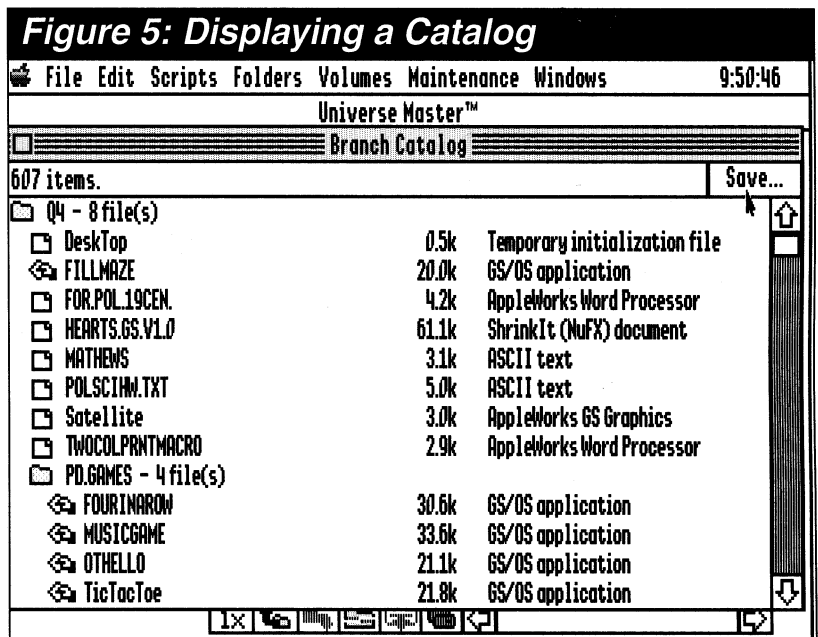 Figure 5: Displaying a Catalog
File Edit Scripts Folders Volumes Maintenance Windows 9:50:46
Universe Master™
Branch Catalog
607 items. Save...
Q4 - 8 file(s)
DeskTop 0.5k Temporary initialization file
FILLMAZE 20.0k GS/OS application
FOR.POL.19CEN. 4.2k AppleWorks Word Processor
HEARTS.GS.V1.0 61.1k ShrinkIt (NuFX) document
MATHEWS 3.1k ASCII text
POLSCIHW.TXT 5.0k ASCII text
Satellite 3.0k AppleWorks GS Graphics
TWOCOLPRNTMACRO 2.9k AppleWorks Word Processor
PD.GAMES - 4 file(s)
FOURINAROW 30.6k GS/OS application
MUSICGAME 33.6k GS/OS application
OTHELLO 21.1k GS/OS application
TicTacToe 21.8k GS/OS application
1x